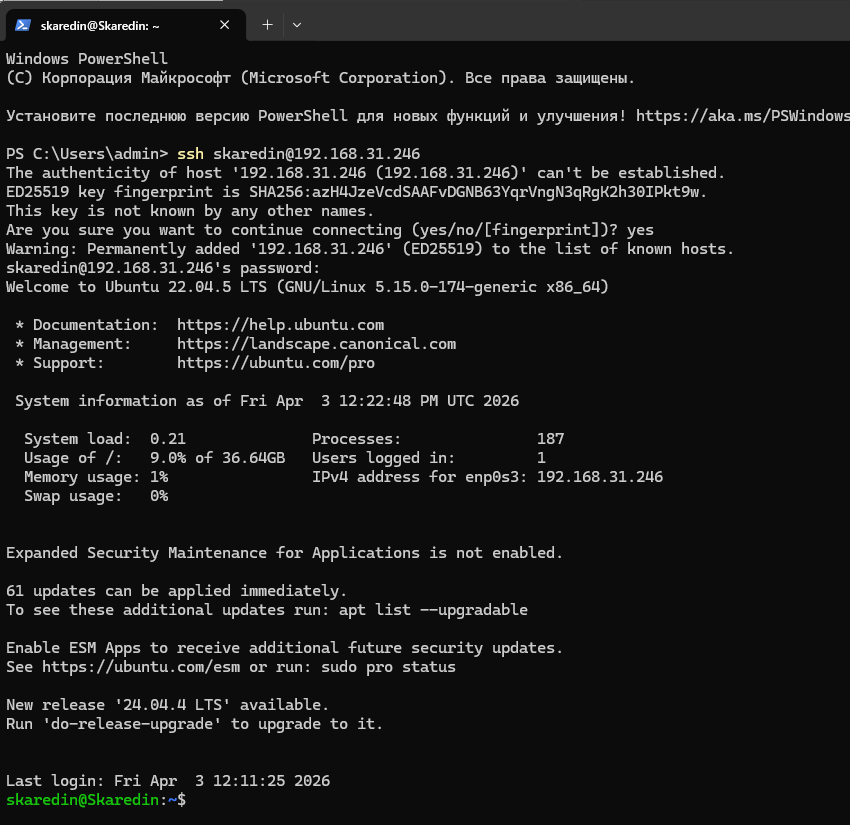 skaredin@Skaredin: ~
Windows PowerShell
(C) Корпорация Майкрософт (Microsoft Corporation). Все права защищены.
Установите последнюю версию PowerShell для новых функций и улучшения! https://aka.ms/PSWindows
PS C:\Users\admin> ssh skaredin@192.168.31.246
The authenticity of host '192.168.31.246 (192.168.31.246)' can't be established.
ED25519 key fingerprint is SHA256:azH4JzeVcdSAAFvDGNB63YqrVngN3qRgK2h30IPkt9w.
This key is not known by any other names.
Are you sure you want to continue connecting (yes/no/[fingerprint])? yes
Warning: Permanently added '192.168.31.246' (ED25519) to the list of known hosts.
skaredin@192.168.31.246's password:
Welcome to Ubuntu 22.04.5 LTS (GNU/Linux 5.15.0-174-generic x86_64)
* Documentation:  https://help.ubuntu.com
* Management:     https://landscape.canonical.com
* Support:        https://ubuntu.com/pro
System information as of Fri Apr  3 12:22:48 PM UTC 2026
System load:  0.21              Processes:               187
Usage of /:   9.0% of 36.64GB   Users logged in:         1
Memory usage: 1%                IPv4 address for enp0s3: 192.168.31.246
Swap usage:   0%
Expanded Security Maintenance for Applications is not enabled.
61 updates can be applied immediately.
To see these additional updates run: apt list --upgradable
Enable ESM Apps to receive additional future security updates.
See https://ubuntu.com/esm or run: sudo pro status
New release '24.04.4 LTS' available.
Run 'do-release-upgrade' to upgrade to it.
Last login: Fri Apr  3 12:11:25 2026
skaredin@Skaredin:~$